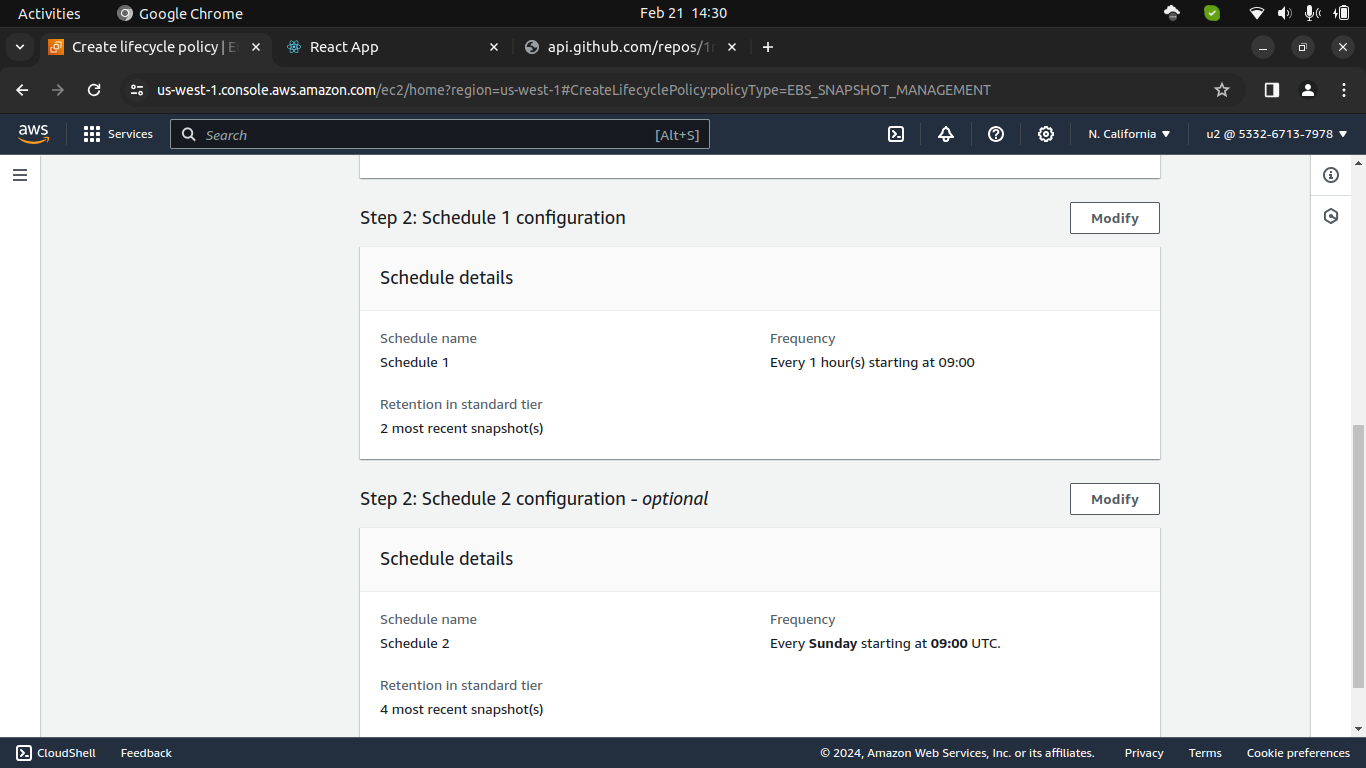 Activities Google Chrome Feb 21 14:30
Create lifecycle policy | E React App api.github.com/repos/1
us-west-1.console.aws.amazon.com/ec2/home?region=us-west-1#CreateLifecyclePolicy:policyType=EBS_SNAPSHOT_MANAGEMENT
aws Services Search [Alt+S] N. California u2 @ 5332-6713-7978
Step 2: Schedule 1 configuration Modify
Schedule details
Schedule name Frequency
Schedule 1 Every 1 hour(s) starting at 09:00
Retention in standard tier
2 most recent snapshot(s)
Step 2: Schedule 2 configuration - optional Modify
Schedule details
Schedule name Frequency
Schedule 2 Every Sunday starting at 09:00 UTC.
Retention in standard tier
4 most recent snapshot(s)
CloudShell Feedback © 2024, Amazon Web Services, Inc. or its affiliates. Privacy Terms Cookie preferences